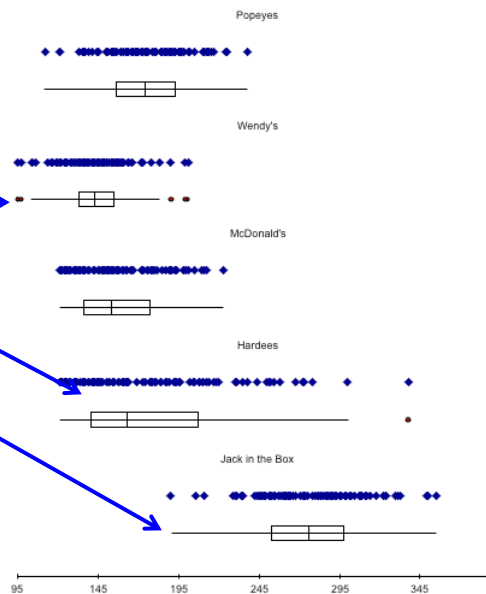 Popeyes
Wendy's
McDonald's
Hardees
Jack in the Box
95 145 195 245 295 345